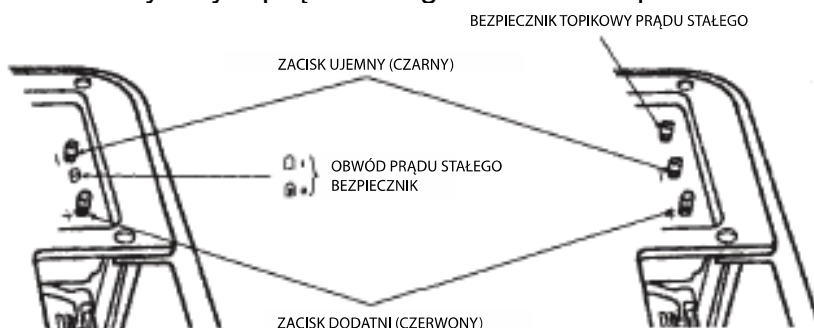 BEZPIECZNIK TOPIKOWY PRĄDU STAŁEGO
ZACISK UJEMNY (CZARNY)
OBWÓD PRĄDU STAŁEGO
BEZPIECZNIK
ZACISK DODATNI (CZERWONY)